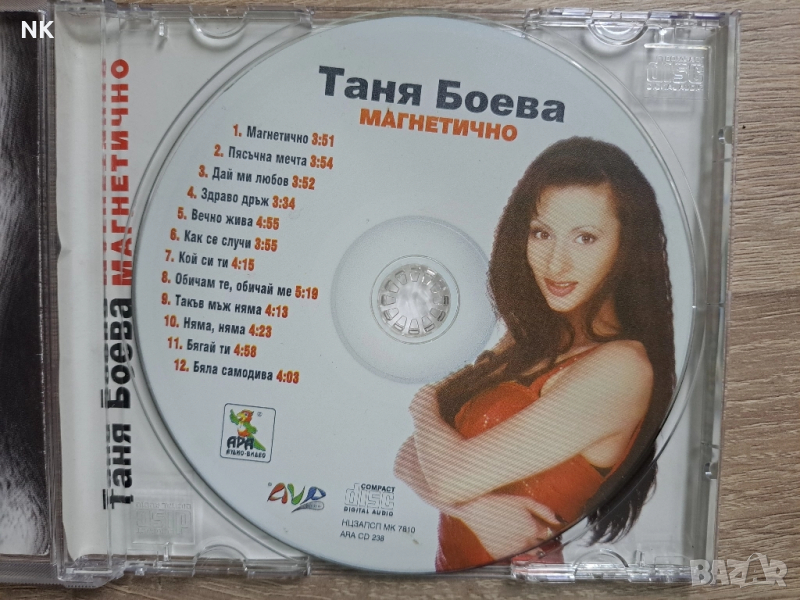 NK
Таня Боева МАГНЕТИЧНО
Таня Боева
МАГНЕТИЧНО
1. Магнетично 3:51
2. Пясъчна мечта 3:54
3. Дай ми любов 3:52
4. Здраво дръж 3:34
5. Вечно жива 4:55
6. Как се случи 3:55
7. Кой си ти 4:15
8. Обичам те, обичай ме 5:19
9. Такъв мъж няма 4:13
10. Няма, няма 4:23
11. Бягай ти 4:58
12. Бяла самодива 4:03
АРА
АУДИО-ВИДЕО
AVP
COMPACT
disc
DIGITAL AUDIO
НЦЗАПСП МК 7810
ARA CD 238
BAZAR